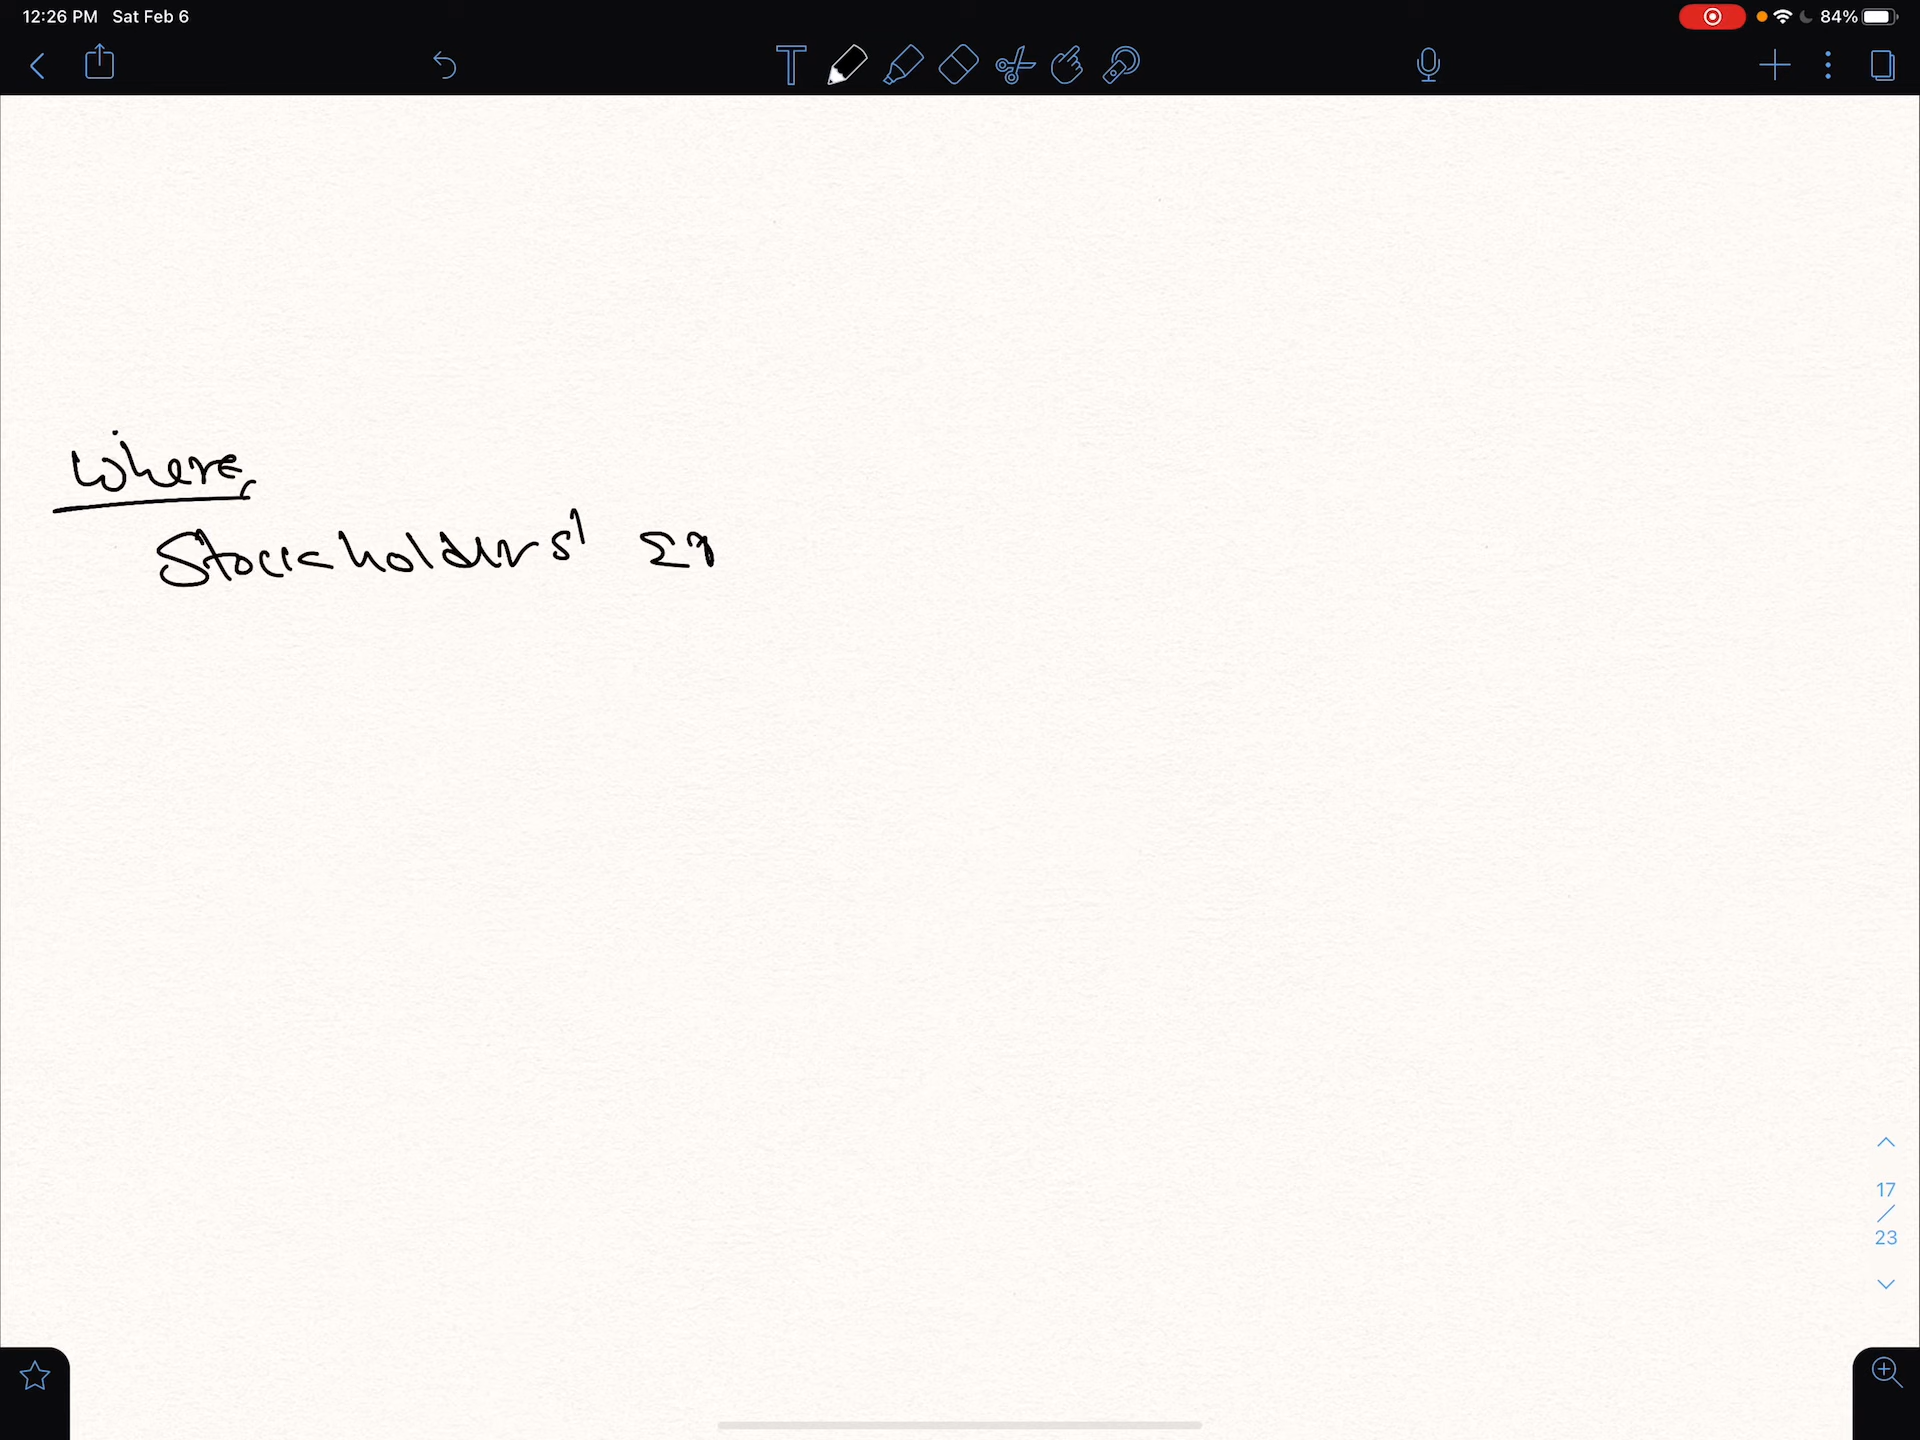 12:26 PM Sat Feb 6
84%
Where,
Stockholders' Eq
17
/
23